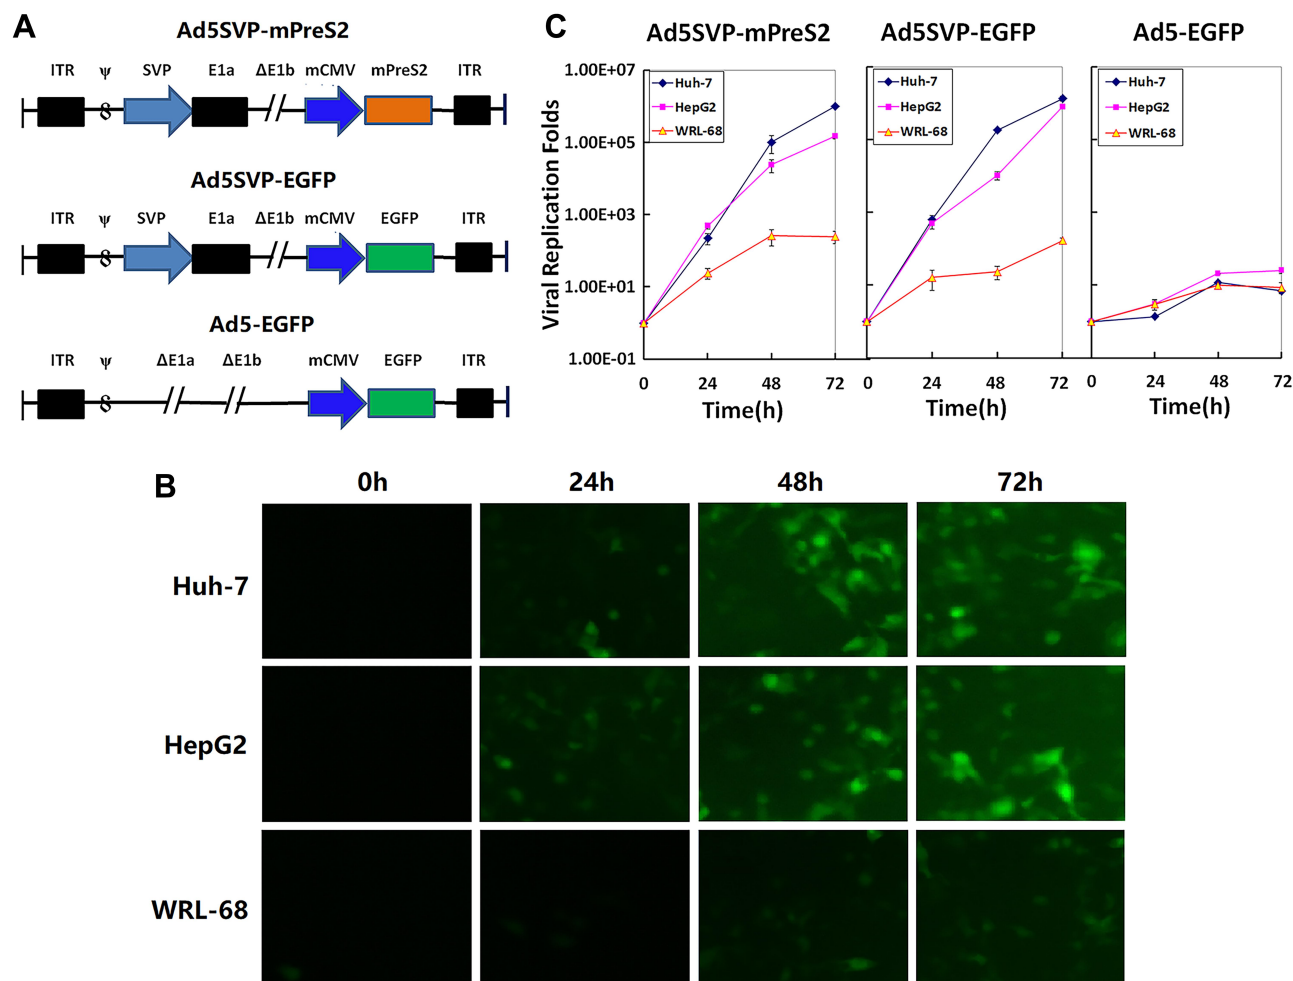 A
Ad5SVP-mPreS2
ITR ψ SVP E1a ΔE1b mCMV mPreS2 ITR
Ad5SVP-EGFP
ITR ψ SVP E1a ΔE1b mCMV EGFP ITR
Ad5-EGFP
ITR ψ ΔE1a ΔE1b mCMV EGFP ITR
C
Ad5SVP-mPreS2 Ad5SVP-EGFP Ad5-EGFP
Viral Replication Folds
1.00E+07
1.00E+05
1.00E+03
1.00E+01
1.00E-01
Huh-7
HepG2
WRL-68
0 24 48 72
Time(h)
Huh-7
HepG2
WRL-68
0 24 48 72
Time(h)
Huh-7
HepG2
WRL-68
0 24 48 72
Time(h)
B
0h 24h 48h 72h
Huh-7
HepG2
WRL-68